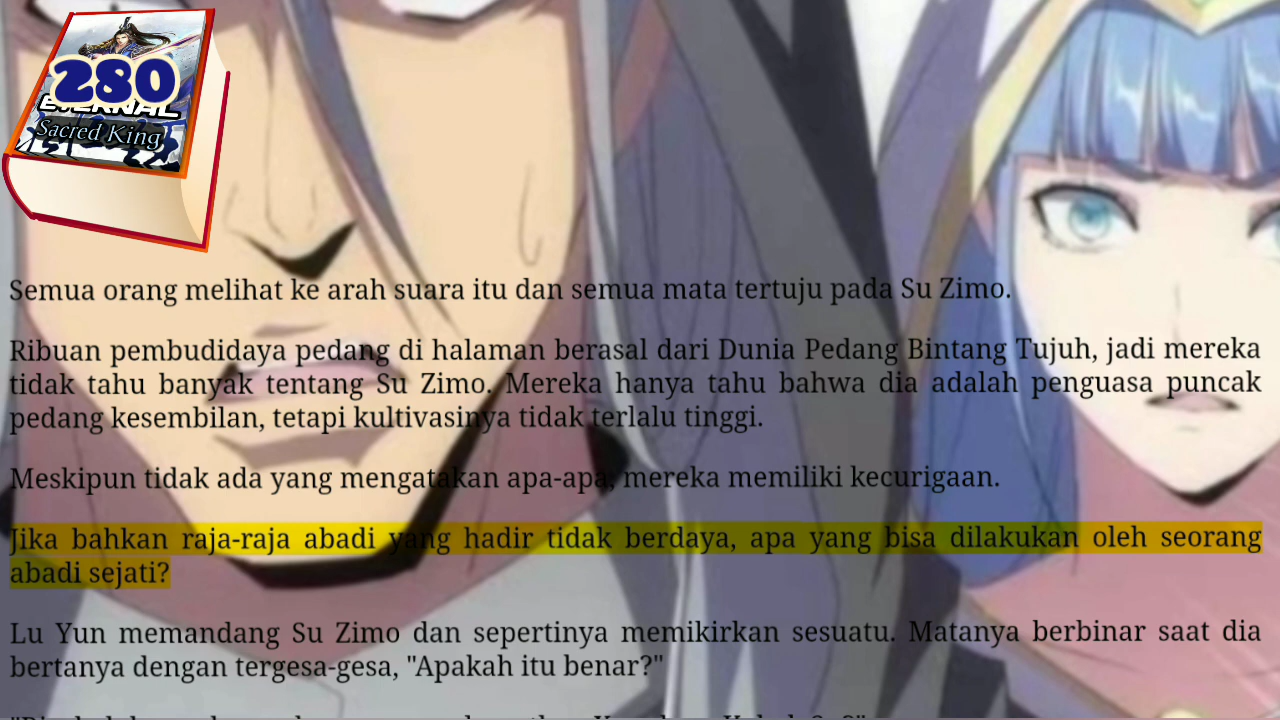 280
ETERNAL
Sacred King
Semua orang melihat ke arah suara itu dan semua mata tertuju pada Su Zimo.
Ribuan pembudidaya pedang di halaman berasal dari Dunia Pedang Bintang Tujuh, jadi mereka
tidak tahu banyak tentang Su Zimo. Mereka hanya tahu bahwa dia adalah penguasa puncak
pedang kesembilan, tetapi kultivasinya tidak terlalu tinggi.
Meskipun tidak ada yang mengatakan apa-apa, mereka memiliki kecurigaan.
Jika bahkan raja-raja abadi yang hadir tidak berdaya, apa yang bisa dilakukan oleh seorang
abadi sejati?
Lu Yun memandang Su Zimo dan sepertinya memikirkan sesuatu. Matanya berbinar saat dia
bertanya dengan tergesa-gesa, "Apakah itu benar?"